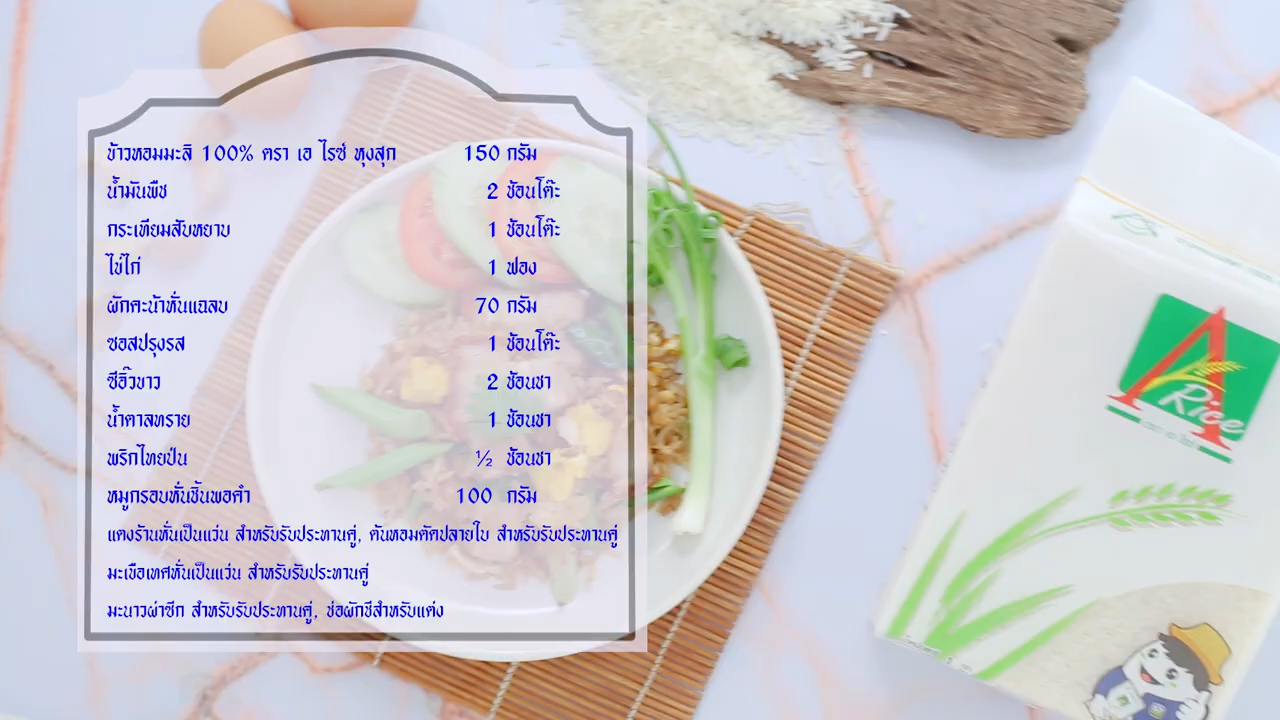 ข้าวหอมมะลิ 100% ตรา เอ ไรซ์ หุงสุก 150 กรัม
น้ำมันพืช 2 ช้อนโต๊ะ
กระเทียมสับหยาบ 1 ช้อนโต๊ะ
ไข่ไก่ 1 ฟอง
ผักคะน้าหั่นแฉลบ 70 กรัม
ซอสปรุงรส 1 ช้อนโต๊ะ
ซีอิ๊วขาว 2 ช้อนชา
น้ำตาลทราย 1 ช้อนชา
พริกไทยป่น ½ ช้อนชา
หมูกรอบหั่นชิ้นพอคำ 100 กรัม
แตงร้านหั่นเป็นแว่น สำหรับรับประทานคู่, ต้นหอมตัดปลายใบ สำหรับรับประทานคู่
มะเขือเทศหั่นเป็นแว่น สำหรับรับประทานคู่
มะนาวผ่าซีก สำหรับรับประทานคู่, ช่อผักชีสำหรับแต่ง
A Rice